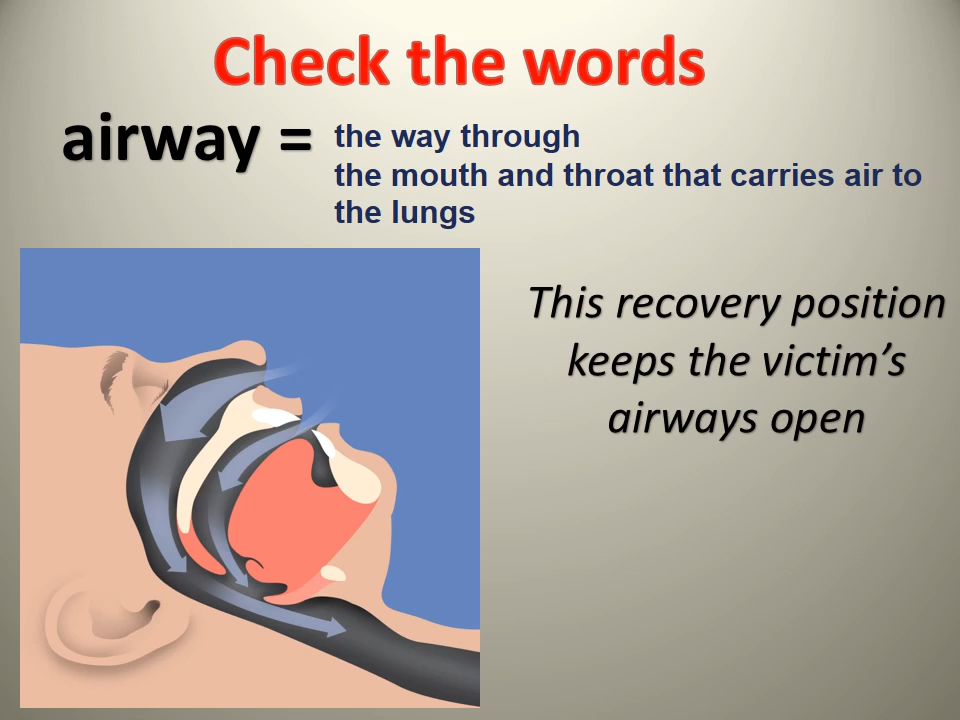 Check the words
airway =
the way through
the mouth and throat that carries air to
the lungs
This recovery position
keeps the victim’s
airways open